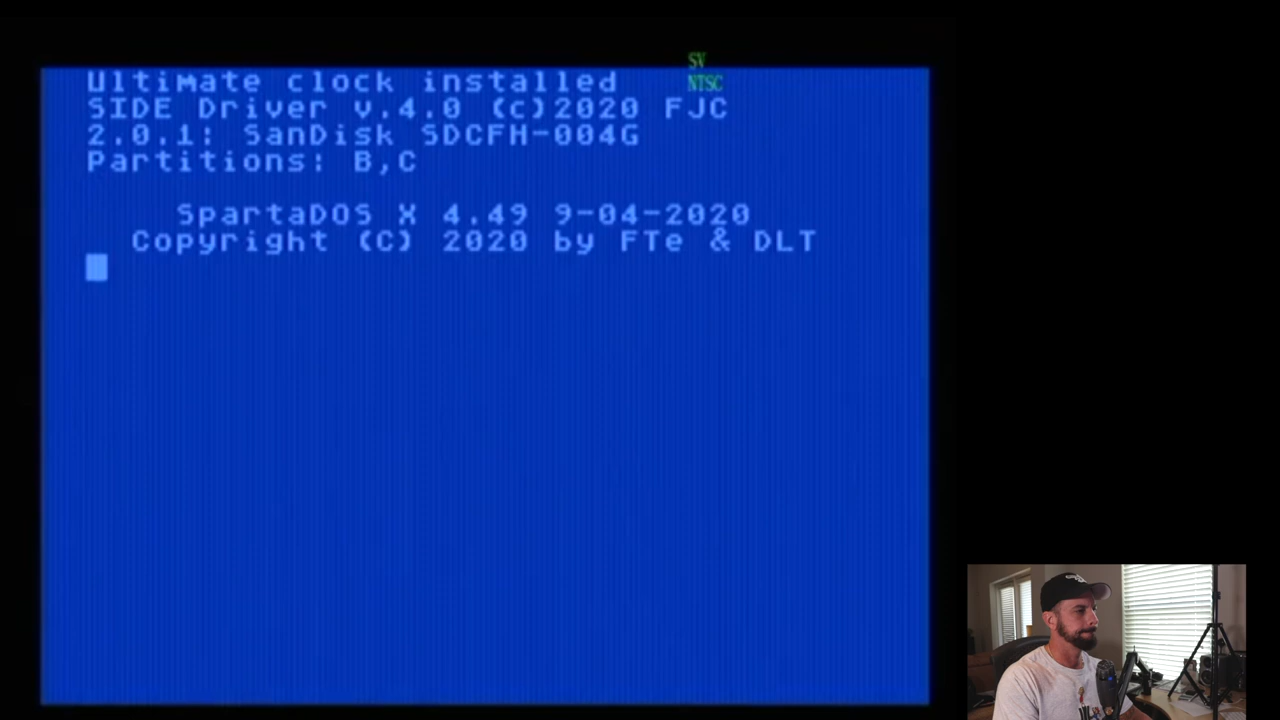 SV
NTSC
Ultimate clock installed
SIDE Driver v.4.0 (c)2020 FJC
2.0.1: SanDisk SDCFH-004G
Partitions: B,C
SpartaDOS X 4.49 9-04-2020
Copyright (C) 2020 by FTe & DLT